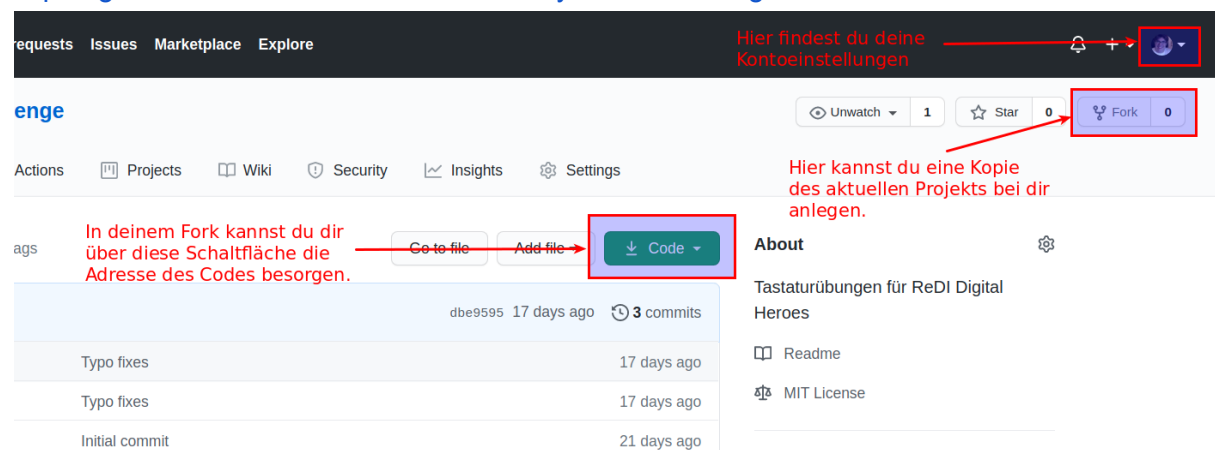 requests Issues Marketplace Explore
Hier findest du deine
Kontoeinstellungen
enge
Unwatch 1 Star 0 Fork 0
Actions Projects Wiki Security Insights Settings
Hier kannst du eine Kopie
des aktuellen Projekts bei dir
anlegen.
In deinem Fork kannst du dir
über diese Schaltfläche die
Adresse des Codes besorgen.
ags Go to file Add file Code
About
Tastaturübungen für ReDI Digital
Heroes
dbe9595 17 days ago 3 commits
Readme
Typo fixes 17 days ago
MIT License
Typo fixes 17 days ago
Initial commit 21 days ago